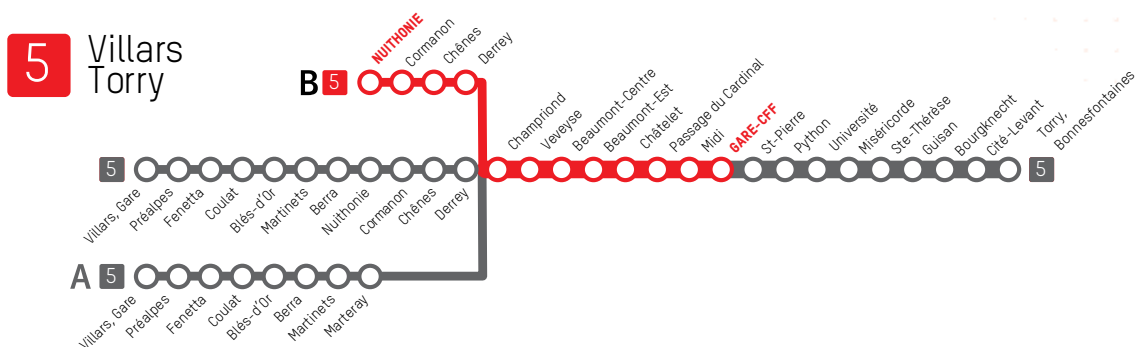 5
Villars
Torry
B 5
NUITHONIE
Cormanon
Chênes
Derrey
Champriond
Veveyse
Beaumont-Centre
Beaumont-Est
Châtelet
Passage du Cardinal
Midi
GARE-CFF
St-Pierre
Python
Université
Miséricorde
Ste-Thérèse
Guisan
Bourgknecht
Cité-Levant
Torry,
Bonnesfontaines
5
5
Villars, Gare
Préalpes
Fenetta
Coulat
Blés-d'Or
Martinets
Berra
Nuithonie
Cormanon
Chênes
Derrey
A 5
Villars, Gare
Préalpes
Fenetta
Coulat
Blés-d'Or
Berra
Martinets
Marteray